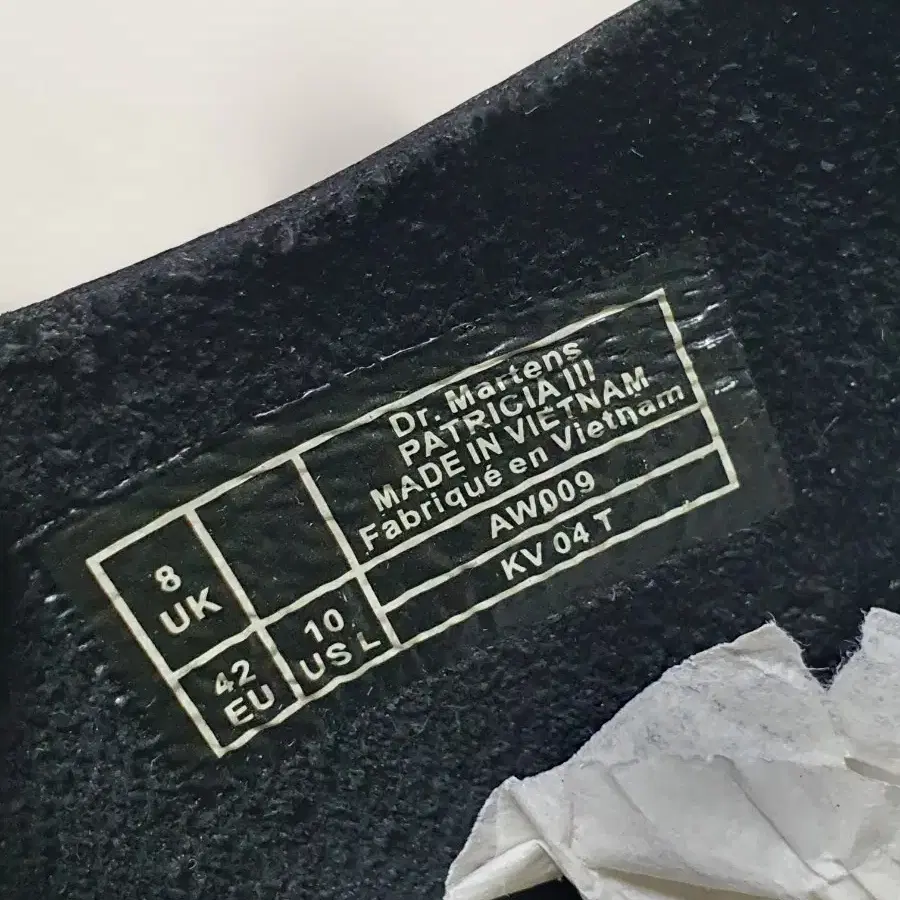 Dr. Martens
PATRICIA III
MADE IN VIETNAM
Fabriqué en Vietnam
AW009
KV 04 T
8
UK
10
US L
42
EU